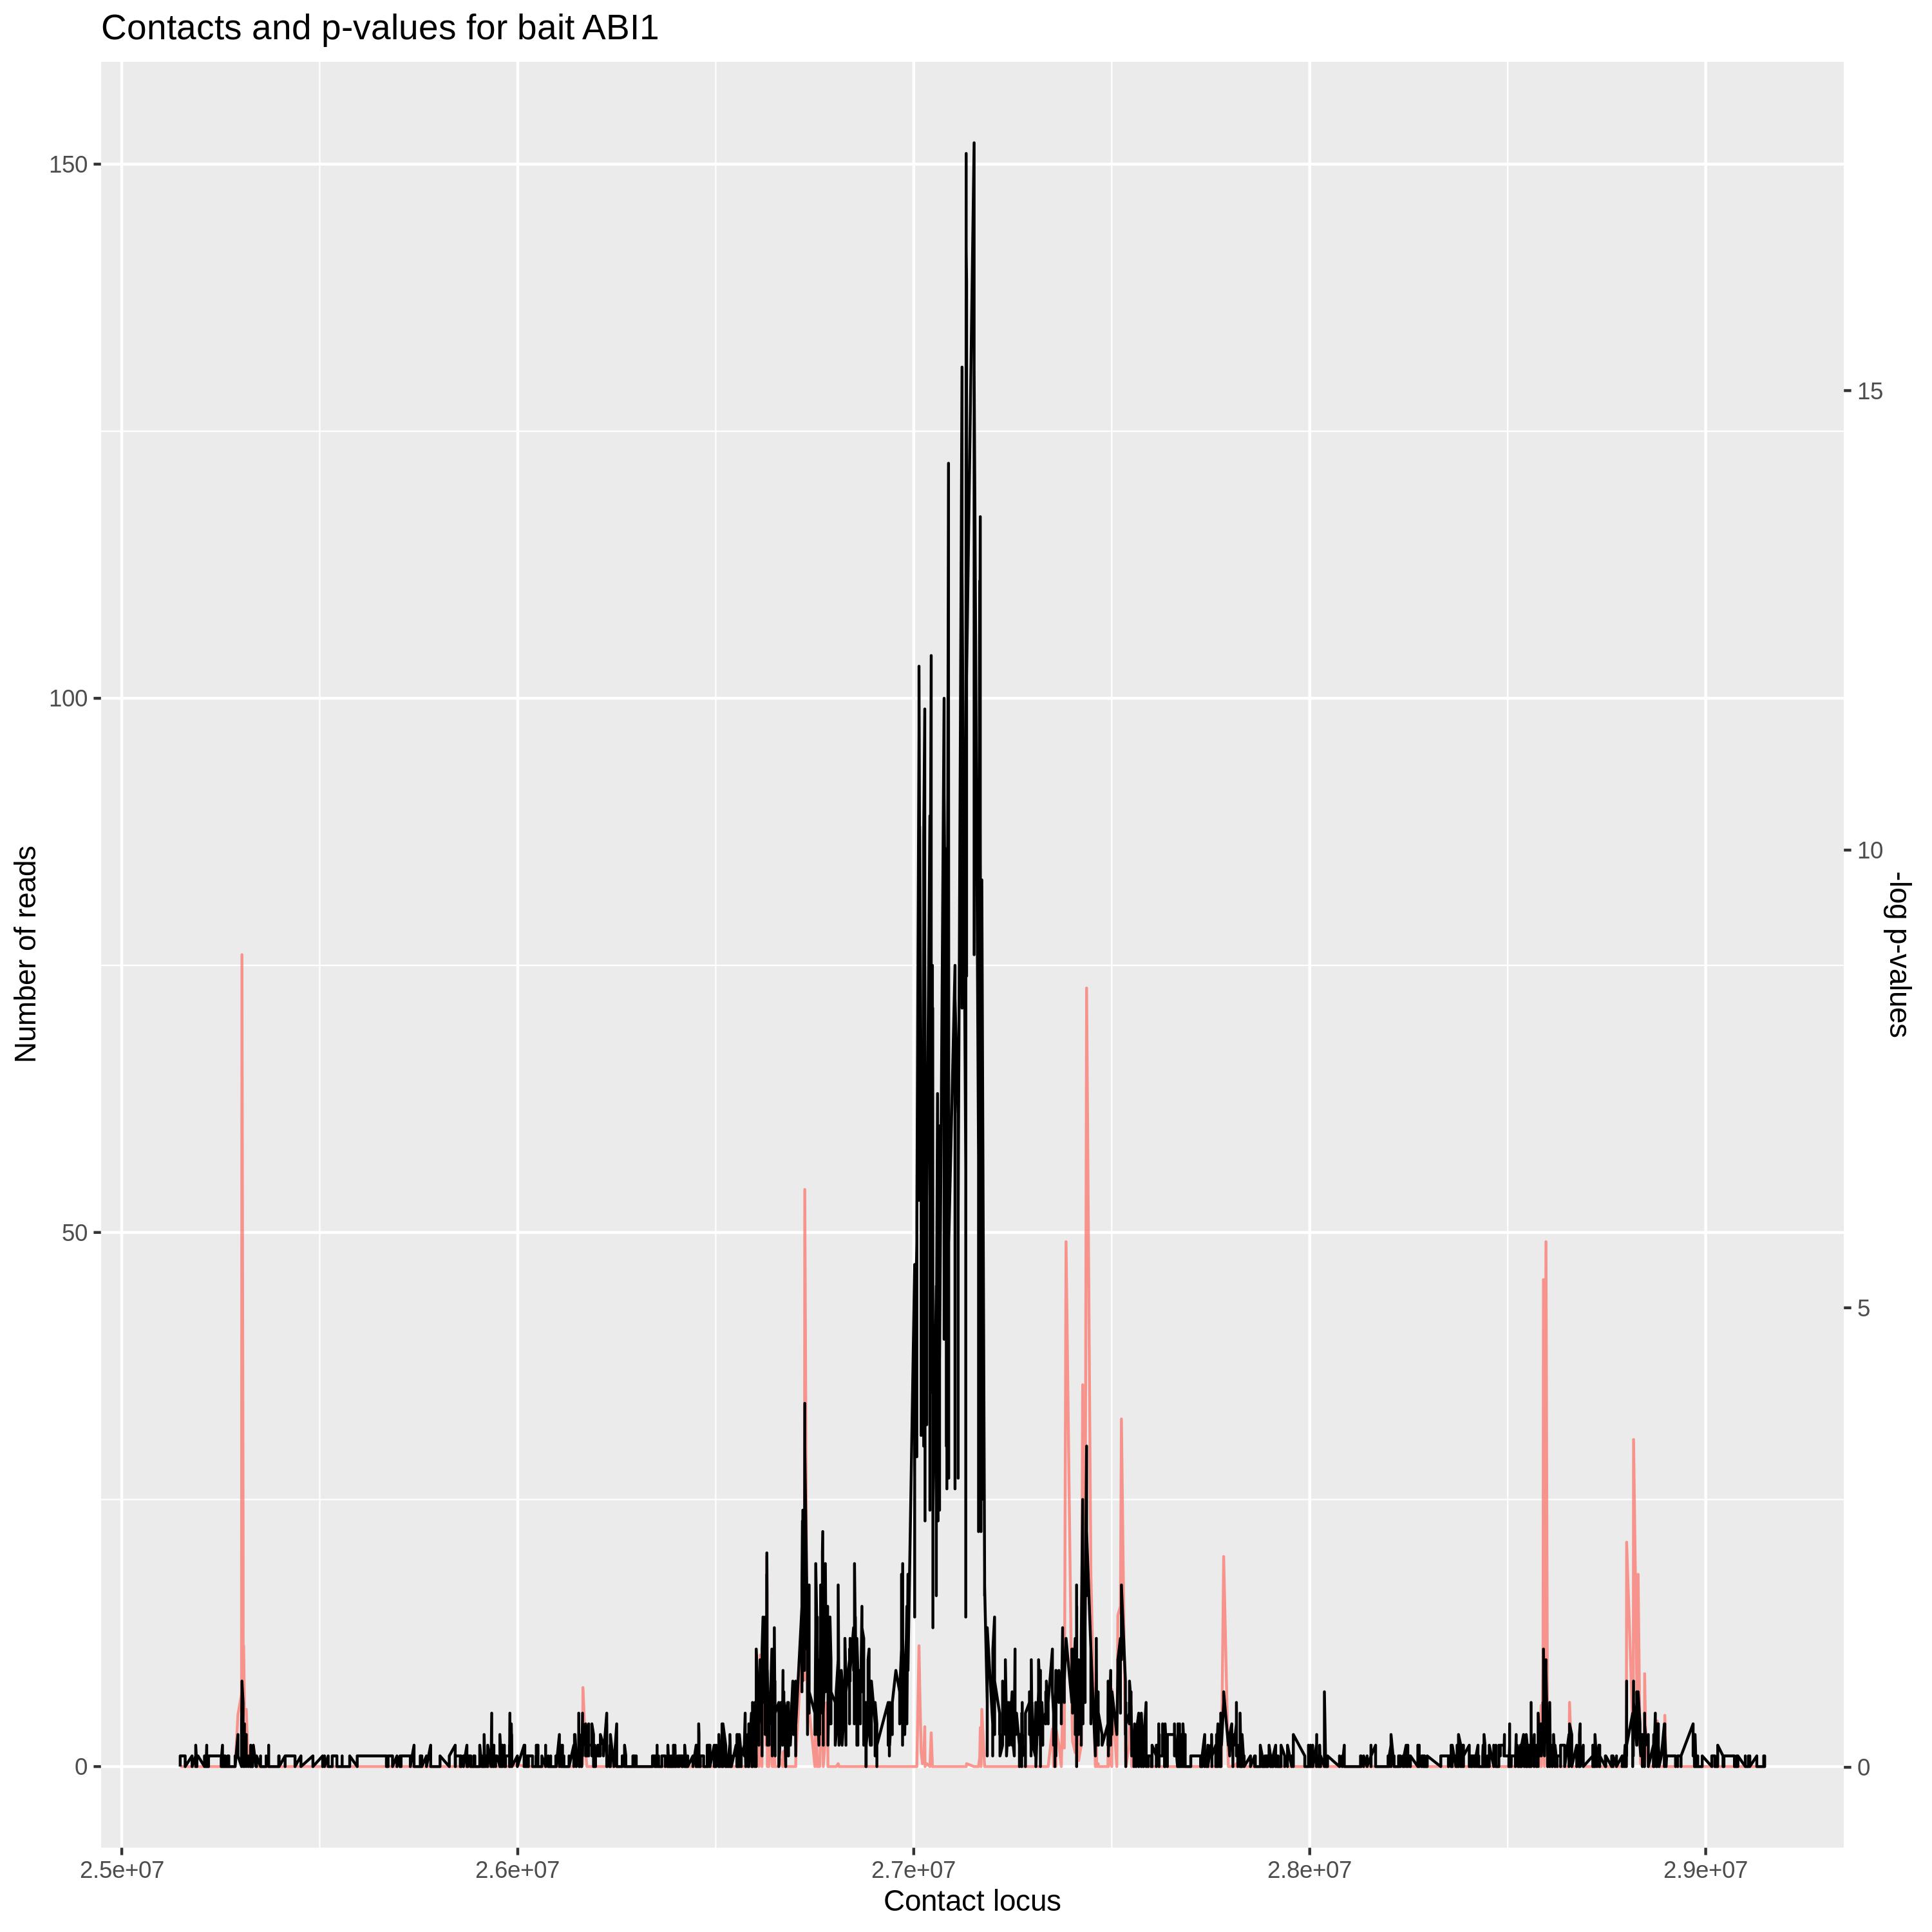 Contacts and p-values for bait ABI1
150
100
50
0
Number of reads
15
10
5
0
-log p-values
2.5e+07
2.6e+07
2.7e+07
2.8e+07
2.9e+07
Contact locus